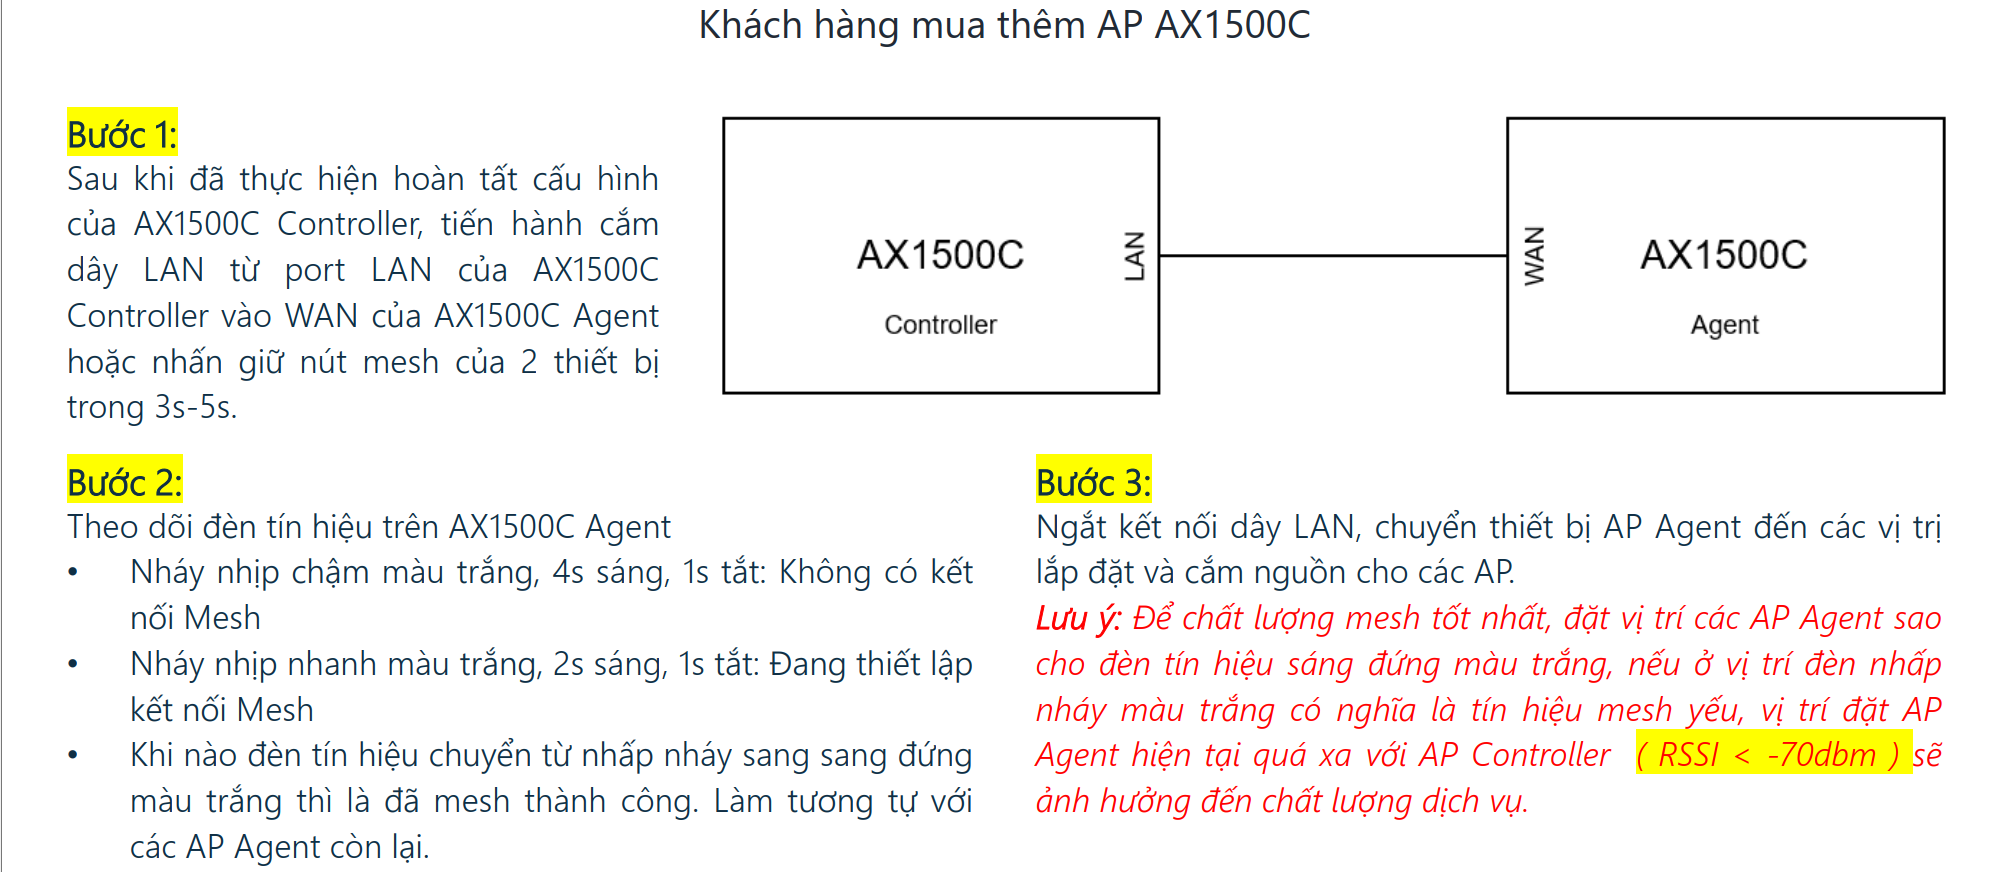 Khách hàng mua thêm AP AX1500C
Bước 1:
Sau khi đã thực hiện hoàn tất cấu hình
của AX1500C Controller, tiến hành cắm
dây LAN từ port LAN của AX1500C
Controller vào WAN của AX1500C Agent
hoặc nhấn giữ nút mesh của 2 thiết bị
trong 3s-5s.
AX1500C
Controller
LAN
WAN
AX1500C
Agent
Bước 2:
Theo dõi đèn tín hiệu trên AX1500C Agent
• Nháy nhịp chậm màu trắng, 4s sáng, 1s tắt: Không có kết
nối Mesh
• Nháy nhịp nhanh màu trắng, 2s sáng, 1s tắt: Đang thiết lập
kết nối Mesh
• Khi nào đèn tín hiệu chuyển từ nhấp nháy sang sang đứng
màu trắng thì là đã mesh thành công. Làm tương tự với
các AP Agent còn lại.
Bước 3:
Ngắt kết nối dây LAN, chuyển thiết bị AP Agent đến các vị trị
lắp đặt và cắm nguồn cho các AP.
Lưu ý: Để chất lượng mesh tốt nhất, đặt vị trí các AP Agent sao
cho đèn tín hiệu sáng đứng màu trắng, nếu ở vị trí đèn nhấp
nháy màu trắng có nghĩa là tín hiệu mesh yếu, vị trí đặt AP
Agent hiện tại quá xa với AP Controller ( RSSI < -70dbm ) sẽ
ảnh hưởng đến chất lượng dịch vụ.